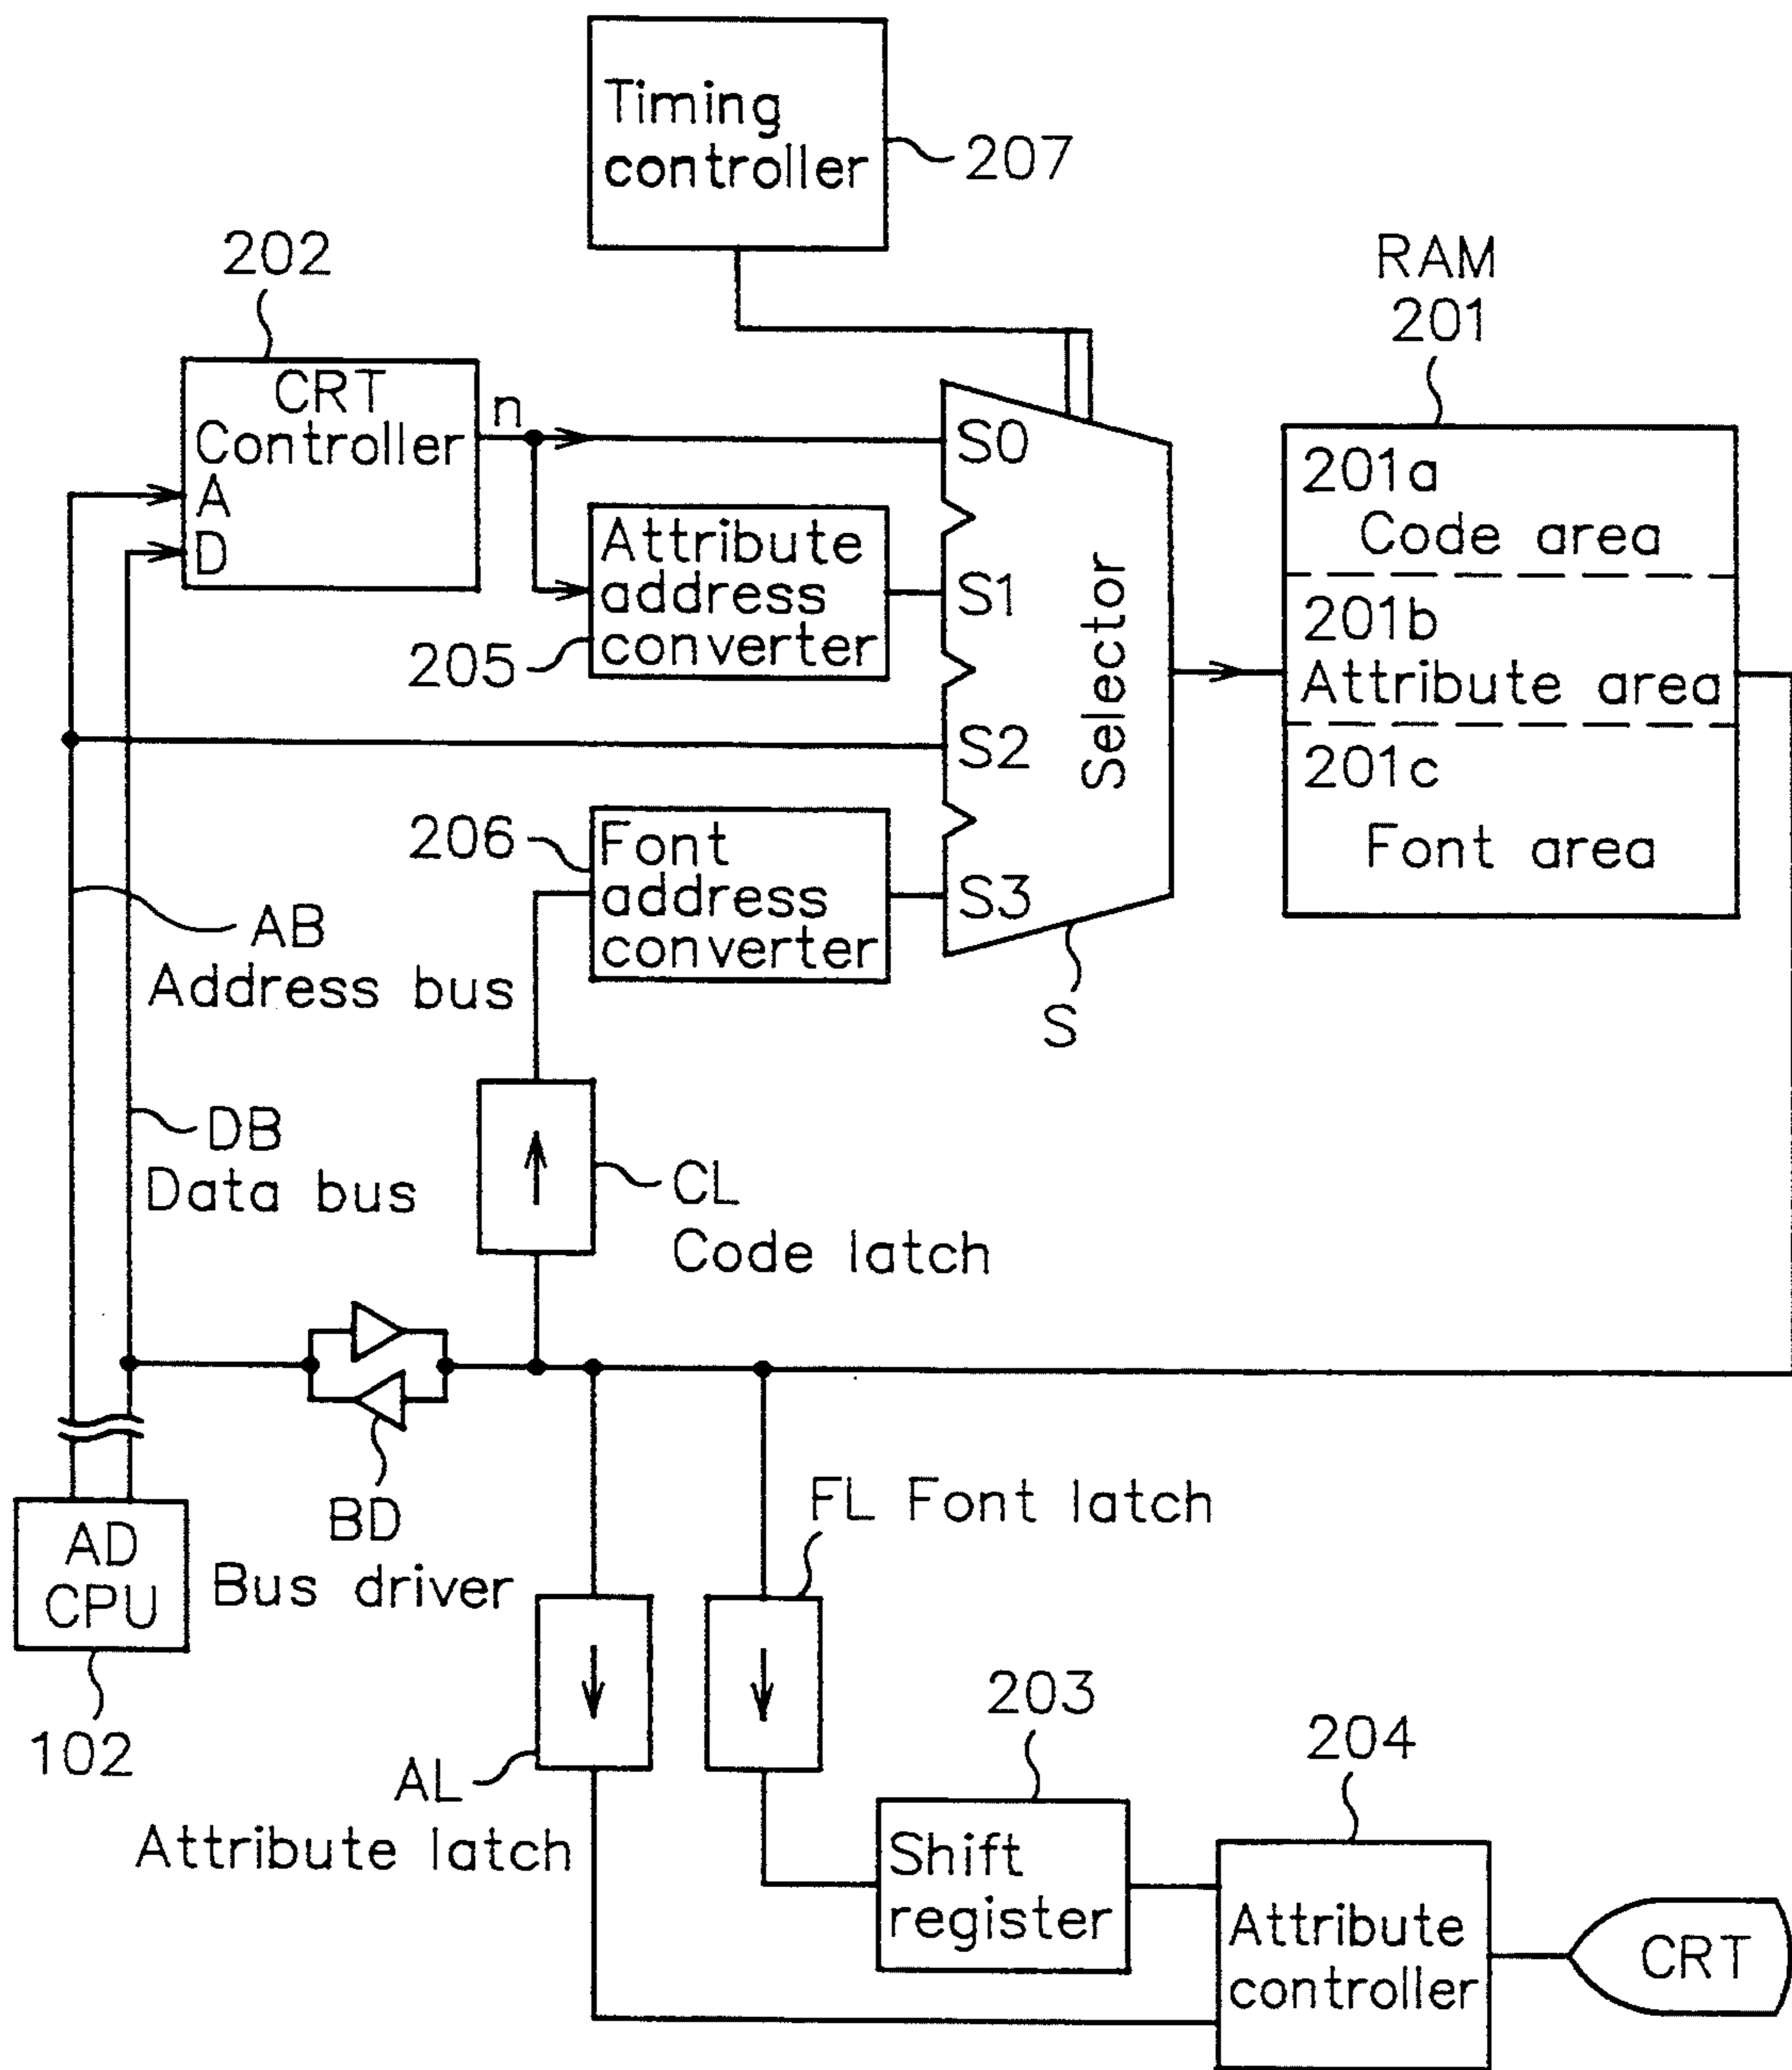 Timing
controller
207
202
RAM
201
CRT
Controller
A
D
n
S0
S1
S2
S3
Selector
S
Attribute
address
converter
205
206
Font
address
converter
201a
Code area
201b
Attribute area
201c
Font area
AB
Address bus
DB
Data bus
CL
Code latch
BD
Bus driver
AD
CPU
102
FL Font latch
AL
Attribute latch
203
Shift
register
204
Attribute
controller
CRT